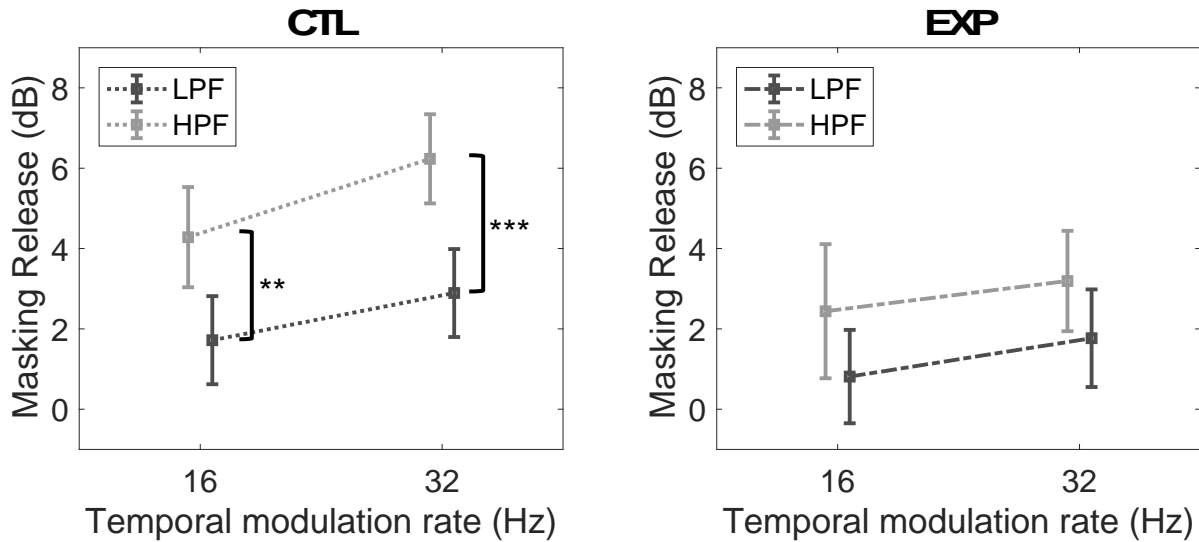 CTL
Masking Release (dB)
8
6
4
2
0
LPF
HPF
**
***
16 32
Temporal modulation rate (Hz)
EXP
Masking Release (dB)
8
6
4
2
0
LPF
HPF
16 32
Temporal modulation rate (Hz)